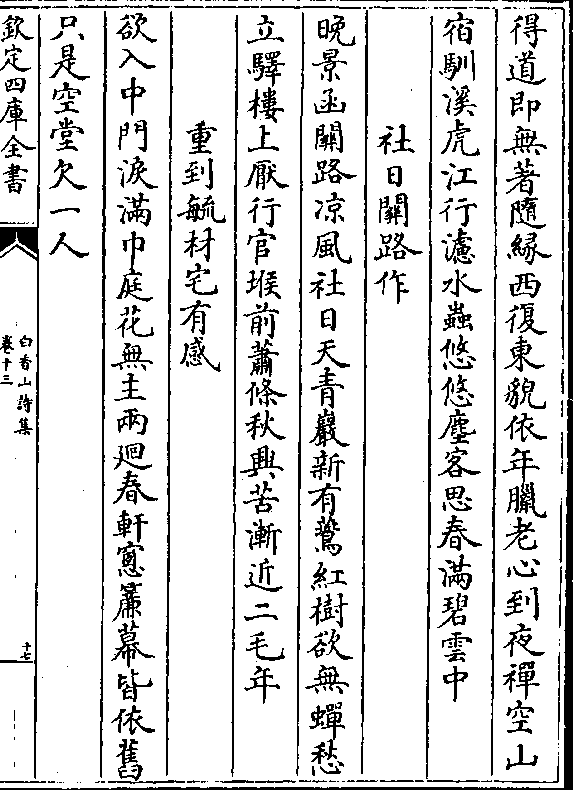 得道即無著隨緣西復東貌依年臘老心到夜禪空山
宿馴溪虎江行濾水蟲悠悠塵客思春滿碧雲中
社日關路作
晚景函關路凉風社日天青巖新有鷰紅樹欲無蟬愁
立驛樓上厭行官堠前蕭條秋興苦漸近二毛年
重到毓材宅有感
欲入中門淚滿巾庭花無主兩廻春軒窻簾幕皆依舊
只是空堂欠一人
欽定四庫全書
白香山詩集
卷十三
十七